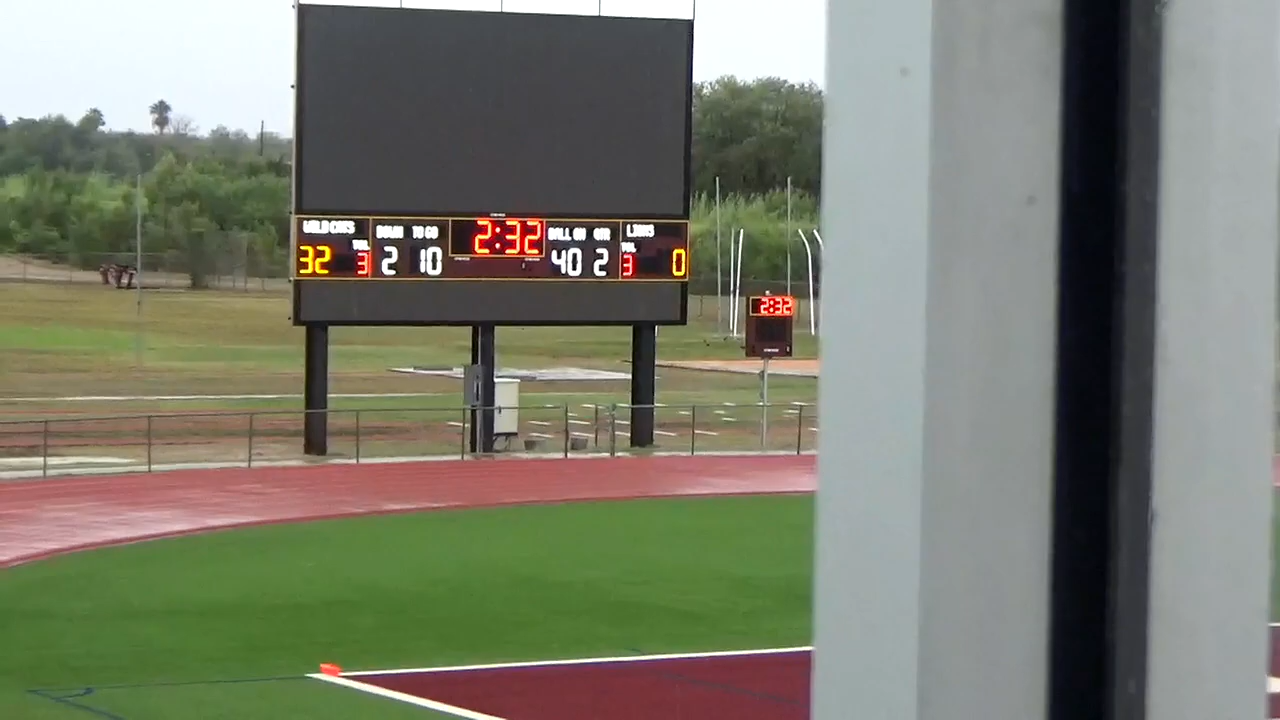 WILDCATS DOWN TO GO 2:32 BALL ON QTR LIONS
32 TOL 3 2 10 40 2 TOL 3 0
2:32